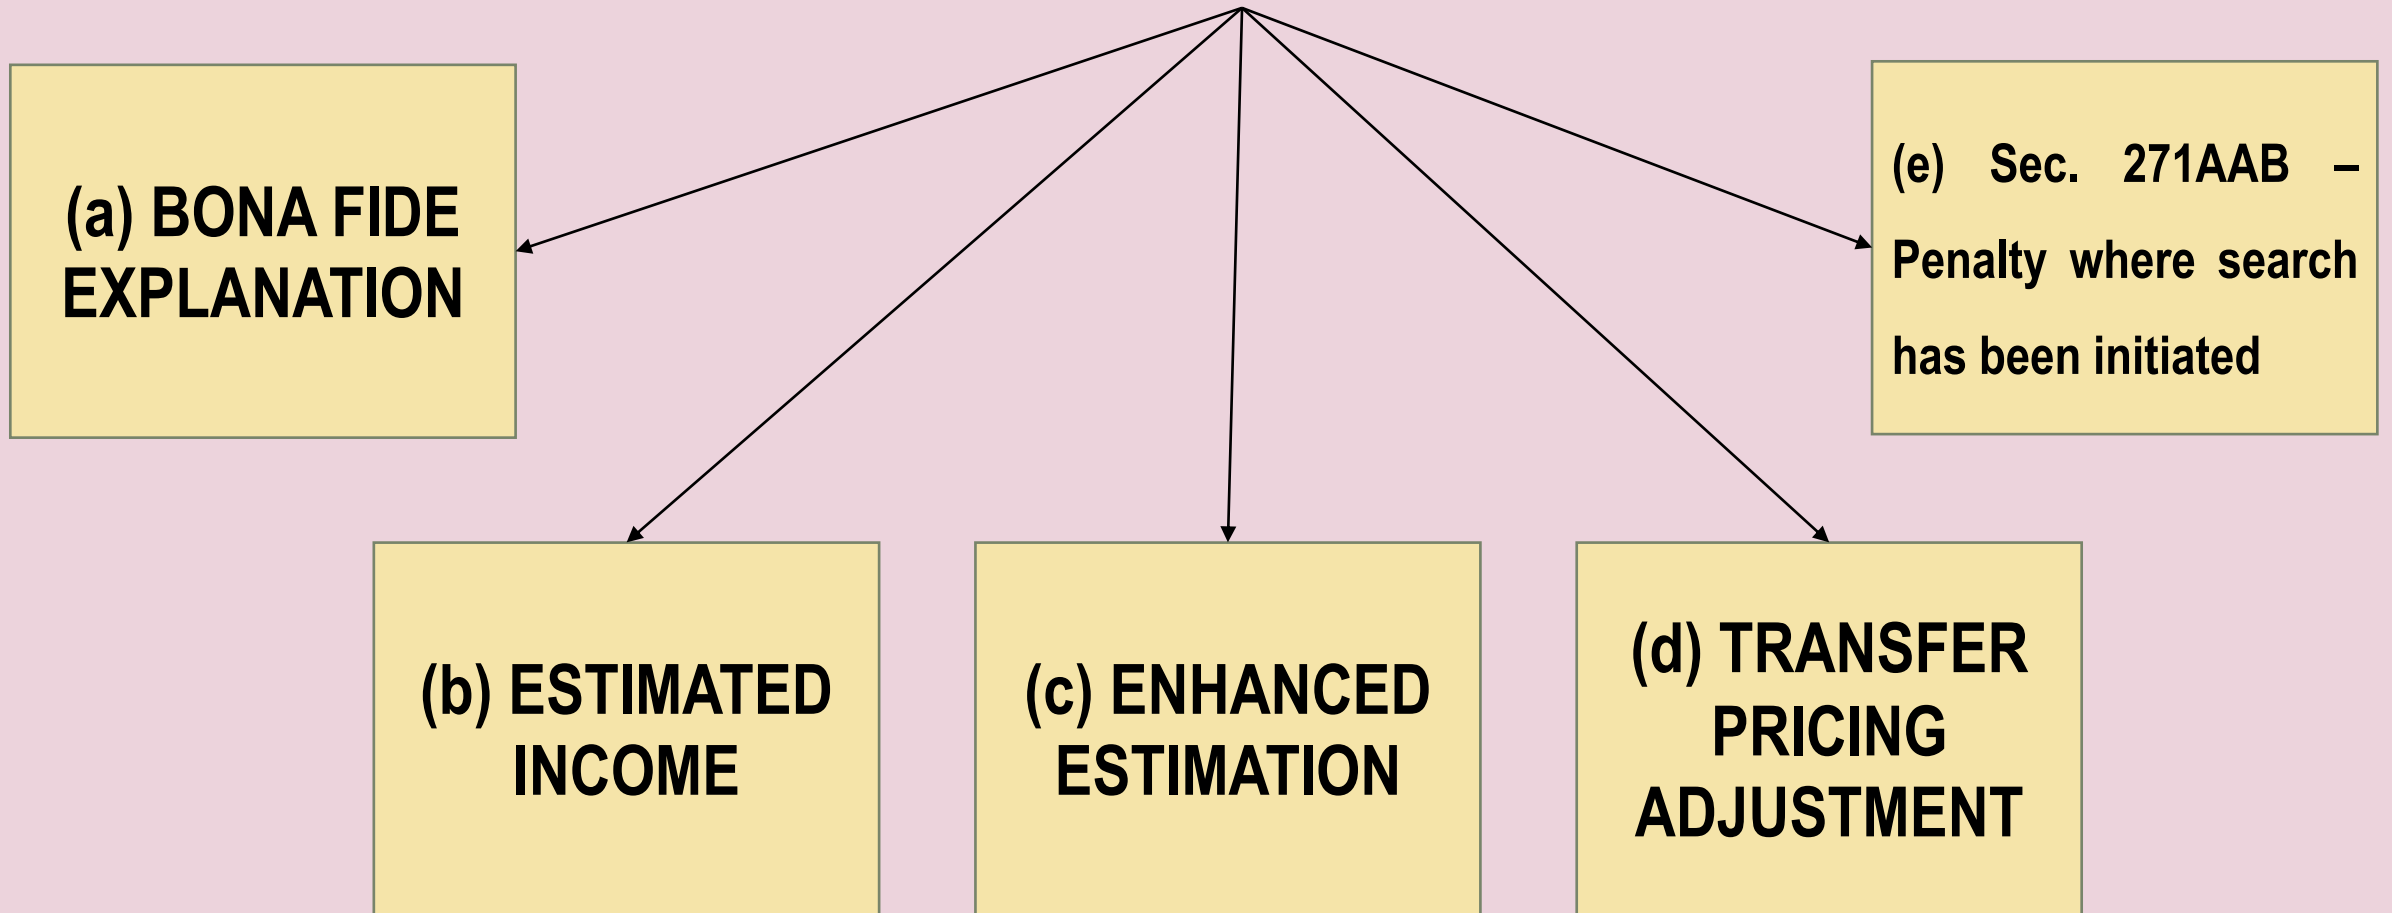 (a) BONA FIDE
EXPLANATION
(b) ESTIMATED
INCOME
(c) ENHANCED
ESTIMATION
(d) TRANSFER
PRICING
ADJUSTMENT
(e) Sec. 271AAB –
Penalty where search
has been initiated